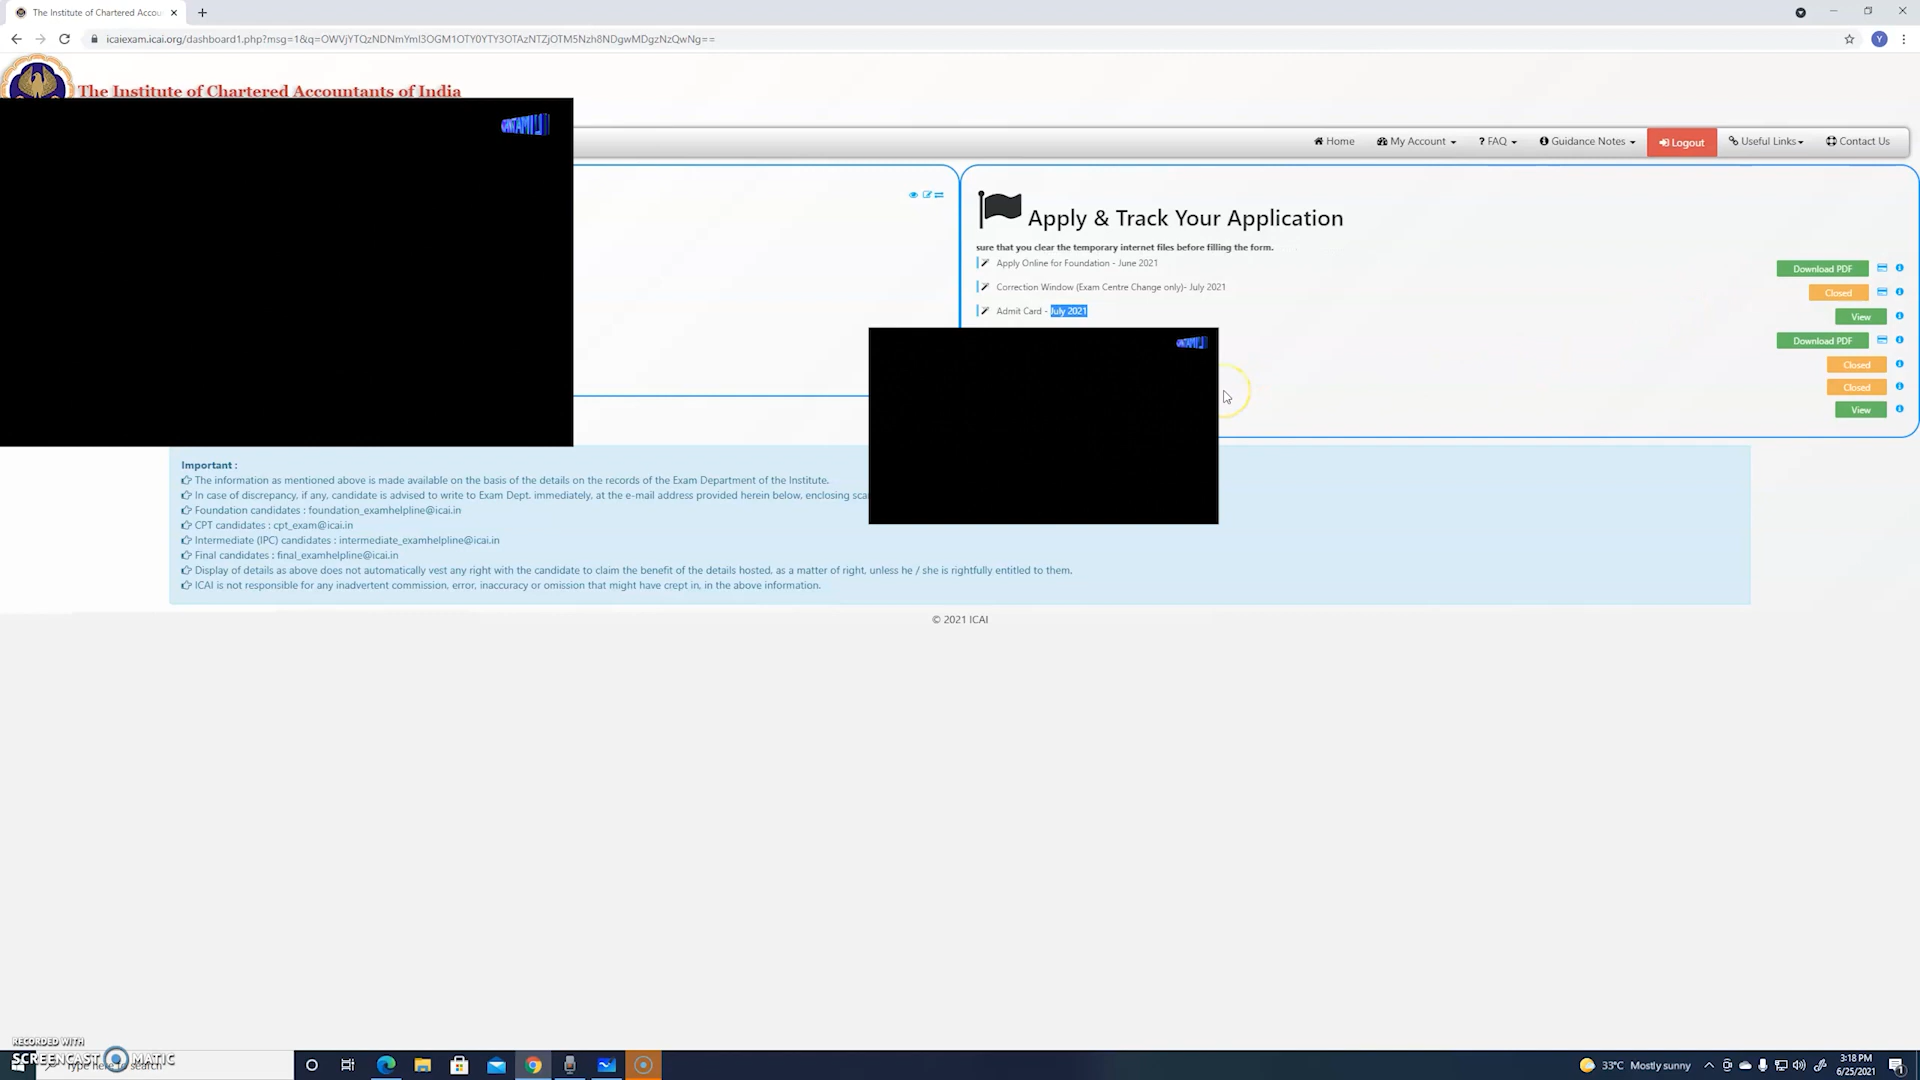 The Institute of Chartered Accou
icaiexam.icai.org/dashboard1.php?msg=1&q=OWVjYTQzNDNmYmI3OGM1OTY0YTY3OTAzNTZjOTM5Nzh8NDgwMDgzNzQwNg==
Y
The Institute of Chartered Accountants of India
Home My Account ? FAQ Guidance Notes Logout Useful Links Contact Us
Apply & Track Your Application
sure that you clear the temporary internet files before filling the form.
Apply Online for Foundation - June 2021
Download PDF
Correction Window (Exam Centre Change only)- July 2021
Closed
Admit Card - July 2021
View
Download PDF
Closed
Closed
View
Important :
The information as mentioned above is made available on the basis of the details on the records of the Exam Department of the Institute.
In case of discrepancy, if any, candidate is advised to write to Exam Dept. immediately, at the e-mail address provided herein below, enclosing
Foundation candidates : foundation_examhelpline@icai.in
CPT candidates : cpt_exam@icai.in
Intermediate (IPC) candidates : intermediate_examhelpline@icai.in
Final candidates : final_examhelpline@icai.in
Display of details as above does not automatically vest any right with the candidate to claim the benefit of the details hosted, as a matter of right, unless he / she is rightfully entitled to them.
ICAI is not responsible for any inadvertent commission, error, inaccuracy or omission that might have crept in, in the above information.
© 2021 ICAI
RECORDED WITH
SCREENCAST MATIC
Type here to search
33°C Mostly sunny
3:18 PM
6/25/2021
1